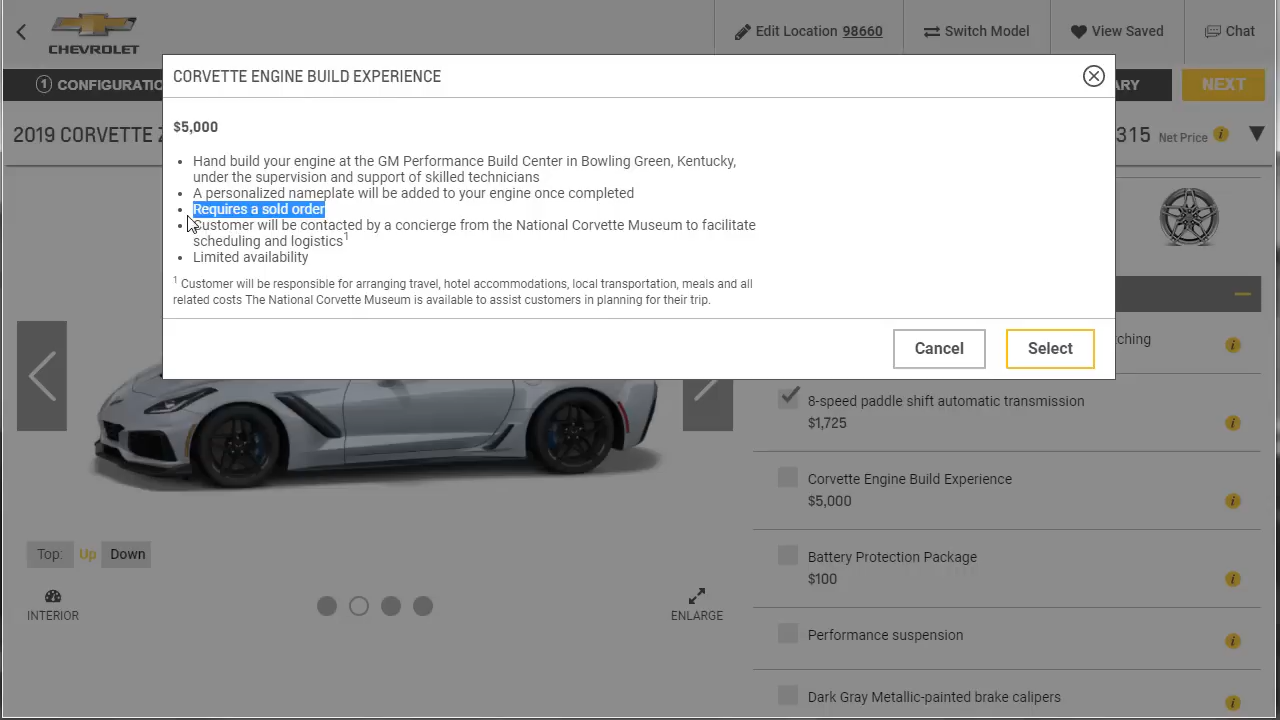 CHEVROLET
Edit Location 98660
Switch Model
View Saved
Chat
1 CONFIGURATIO
ARY
NEXT
2019 CORVETTE Z
315 Net Price i
CORVETTE ENGINE BUILD EXPERIENCE
$5,000
• Hand build your engine at the GM Performance Build Center in Bowling Green, Kentucky,
under the supervision and support of skilled technicians
• A personalized nameplate will be added to your engine once completed
• Requires a sold order
• Customer will be contacted by a concierge from the National Corvette Museum to facilitate
scheduling and logistics¹
• Limited availability
¹ Customer will be responsible for arranging travel, hotel accommodations, local transportation, meals and all
related costs The National Corvette Museum is available to assist customers in planning for their trip.
Cancel
Select
ching
8-speed paddle shift automatic transmission
$1,725
Corvette Engine Build Experience
$5,000
Battery Protection Package
$100
Performance suspension
Dark Gray Metallic-painted brake calipers
Top: Up Down
INTERIOR
ENLARGE